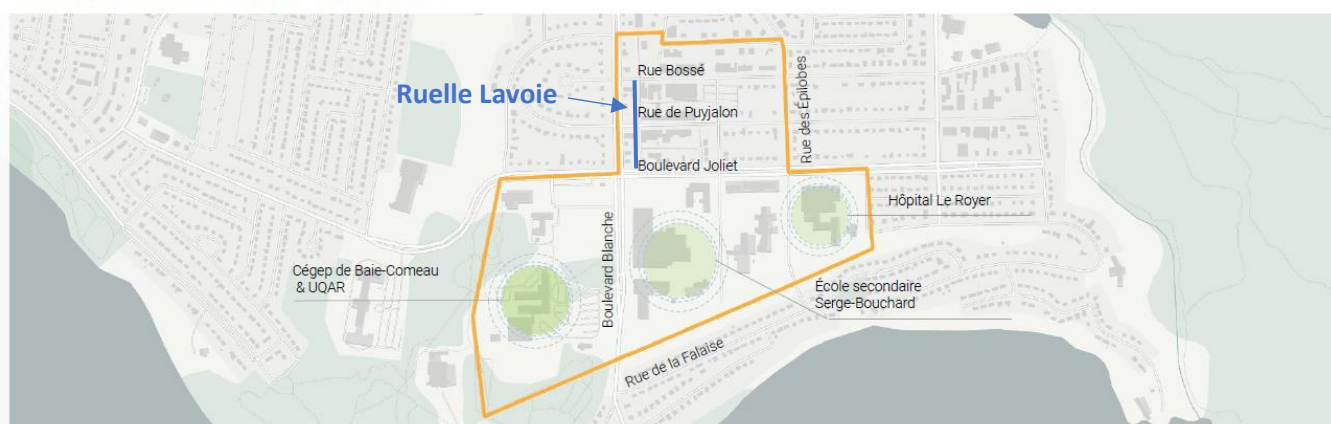 Rue Bossé
Ruelle Lavoie
Rue de Puyjalon
Rue des Épilobes
Boulevard Joliet
Hôpital Le Royer
Cégep de Baie-Comeau
& UQAR
Boulevard Blanche
École secondaire
Serge-Bouchard
Rue de la Falaise